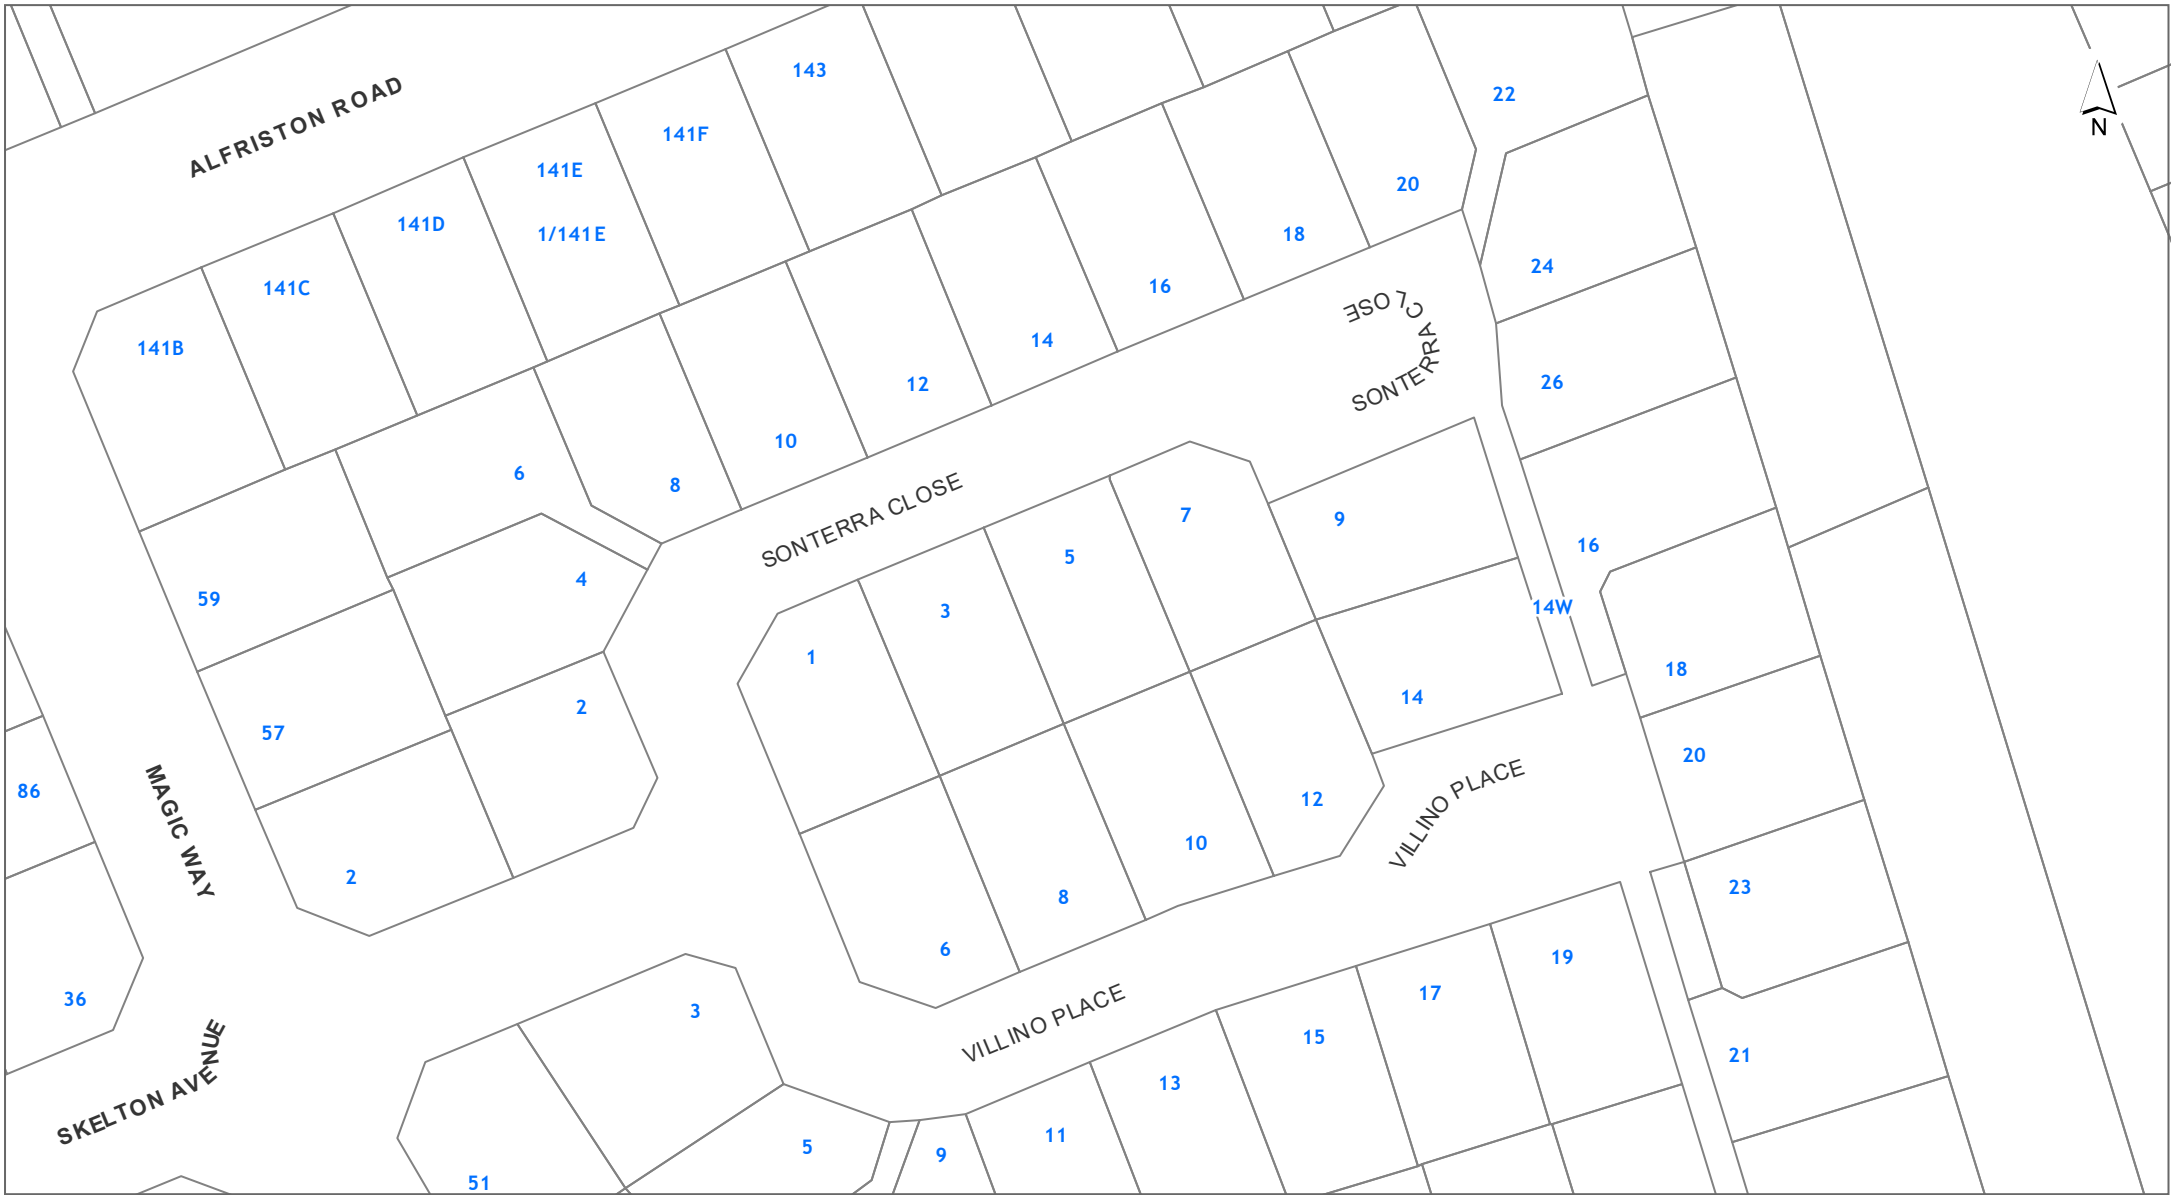 143
ALFRISTON ROAD
22
N
141F
141E
20
141D
1/141E
18
24
141C
16
SONTERRA CLOSE
14
141B
26
12
10
6
8
SONTERRA CLOSE
7
9
16
5
4
59
3
14W
1
18
14
2
57
20
VILLINO PLACE
MAGIC WAY
86
12
10
2
23
8
6
19
17
36
3
VILLINO PLACE
15
21
SKELTON AVENUE
13
11
5
9
51